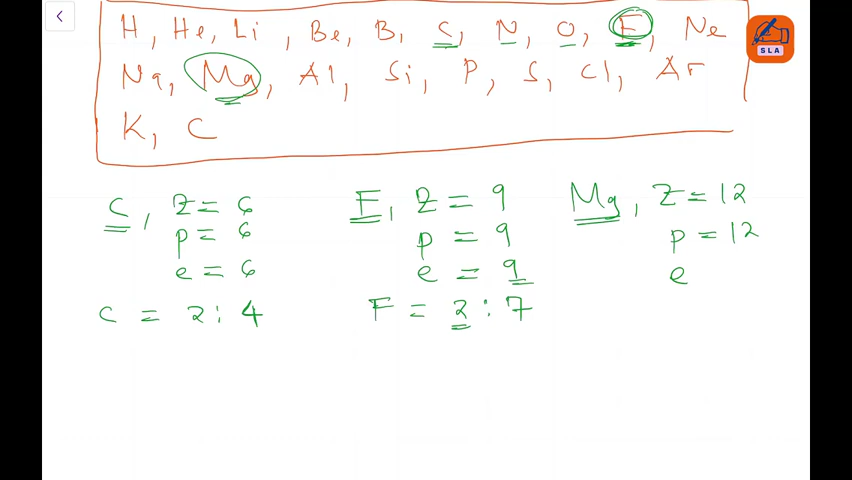 H, He, Li, Be, B, C, N, O, F, Ne
Na, Mg, Al, Si, P, S, Cl, Ar
K, C
SLA
C, Z = 6
p = 6
e = 6
C = 2:4
F, Z = 9
p = 9
e = 9
F = 2:7
Mg, Z = 12
p = 12
e